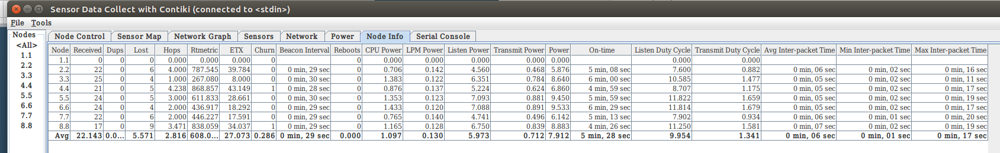 Sensor Data Collect with Contiki (connected to <stdin>)
File Tools
Nodes
<All>
1.1
2.2
3.3
4.4
5.5
6.6
7.7
8.8
Node Control Sensor Map Network Graph Sensors Network Power Node Info Serial Console
Node Received Dups Lost Hops Rtmetric ETX Churn Beacon Interval Reboots CPU Power LPM Power Listen Power Transmit Power Power On-time Listen Duty Cycle Transmit Duty Cycle Avg Inter-packet Time Min Inter-packet Time Max Inter-packet Time
1.1 0 0 0 0.000 0.000 0.000 0 0 0.000 0.000 0.000 0.000 0.000 0.000 0.000
2.2 22 0 6 4.000 787.545 39.784 0 0 min, 29 sec 0 0.706 0.142 4.560 0.468 5.876 5 min, 08 sec 7.600 0.882 0 min, 06 sec 0 min, 02 sec 0 min, 16 sec
3.3 25 0 4 1.000 267.080 8.000 0 0 min, 30 sec 0 1.383 0.122 6.351 0.784 8.640 6 min, 00 sec 10.585 1.477 0 min, 05 sec 0 min, 02 sec 0 min, 11 sec
4.4 21 0 5 4.238 868.857 43.149 1 0 min, 28 sec 0 0.876 0.137 5.224 0.624 6.860 4 min, 59 sec 8.707 1.175 0 min, 05 sec 0 min, 02 sec 0 min, 17 sec
5.5 24 0 5 3.000 611.833 28.661 0 0 min, 30 sec 0 1.353 0.123 7.093 0.881 9.450 5 min, 59 sec 11.822 1.659 0 min, 05 sec 0 min, 02 sec 0 min, 19 sec
6.6 24 0 4 2.000 436.917 18.292 0 0 min, 29 sec 0 1.433 0.120 7.088 0.891 9.533 6 min, 29 sec 11.814 1.679 0 min, 05 sec 0 min, 02 sec 0 min, 17 sec
7.7 22 0 6 2.000 446.227 17.591 0 0 min, 29 sec 0 0.765 0.140 4.741 0.496 6.142 5 min, 13 sec 7.902 0.934 0 min, 06 sec 0 min, 01 sec 0 min, 20 sec
8.8 17 0 9 3.471 838.059 34.037 1 0 min, 29 sec 0 1.165 0.128 6.750 0.839 8.883 4 min, 26 sec 11.250 1.581 0 min, 07 sec 0 min, 02 sec 0 min, 19 sec
Avg 22.143 0.0... 5.571 2.816 608.0... 27.073 0.286 0 min, 29 sec 0.000 1.097 0.130 5.973 0.712 7.912 5 min, 28 sec 9.954 1.341 0 min, 06 sec 0 min, 01 sec 0 min, 17 sec